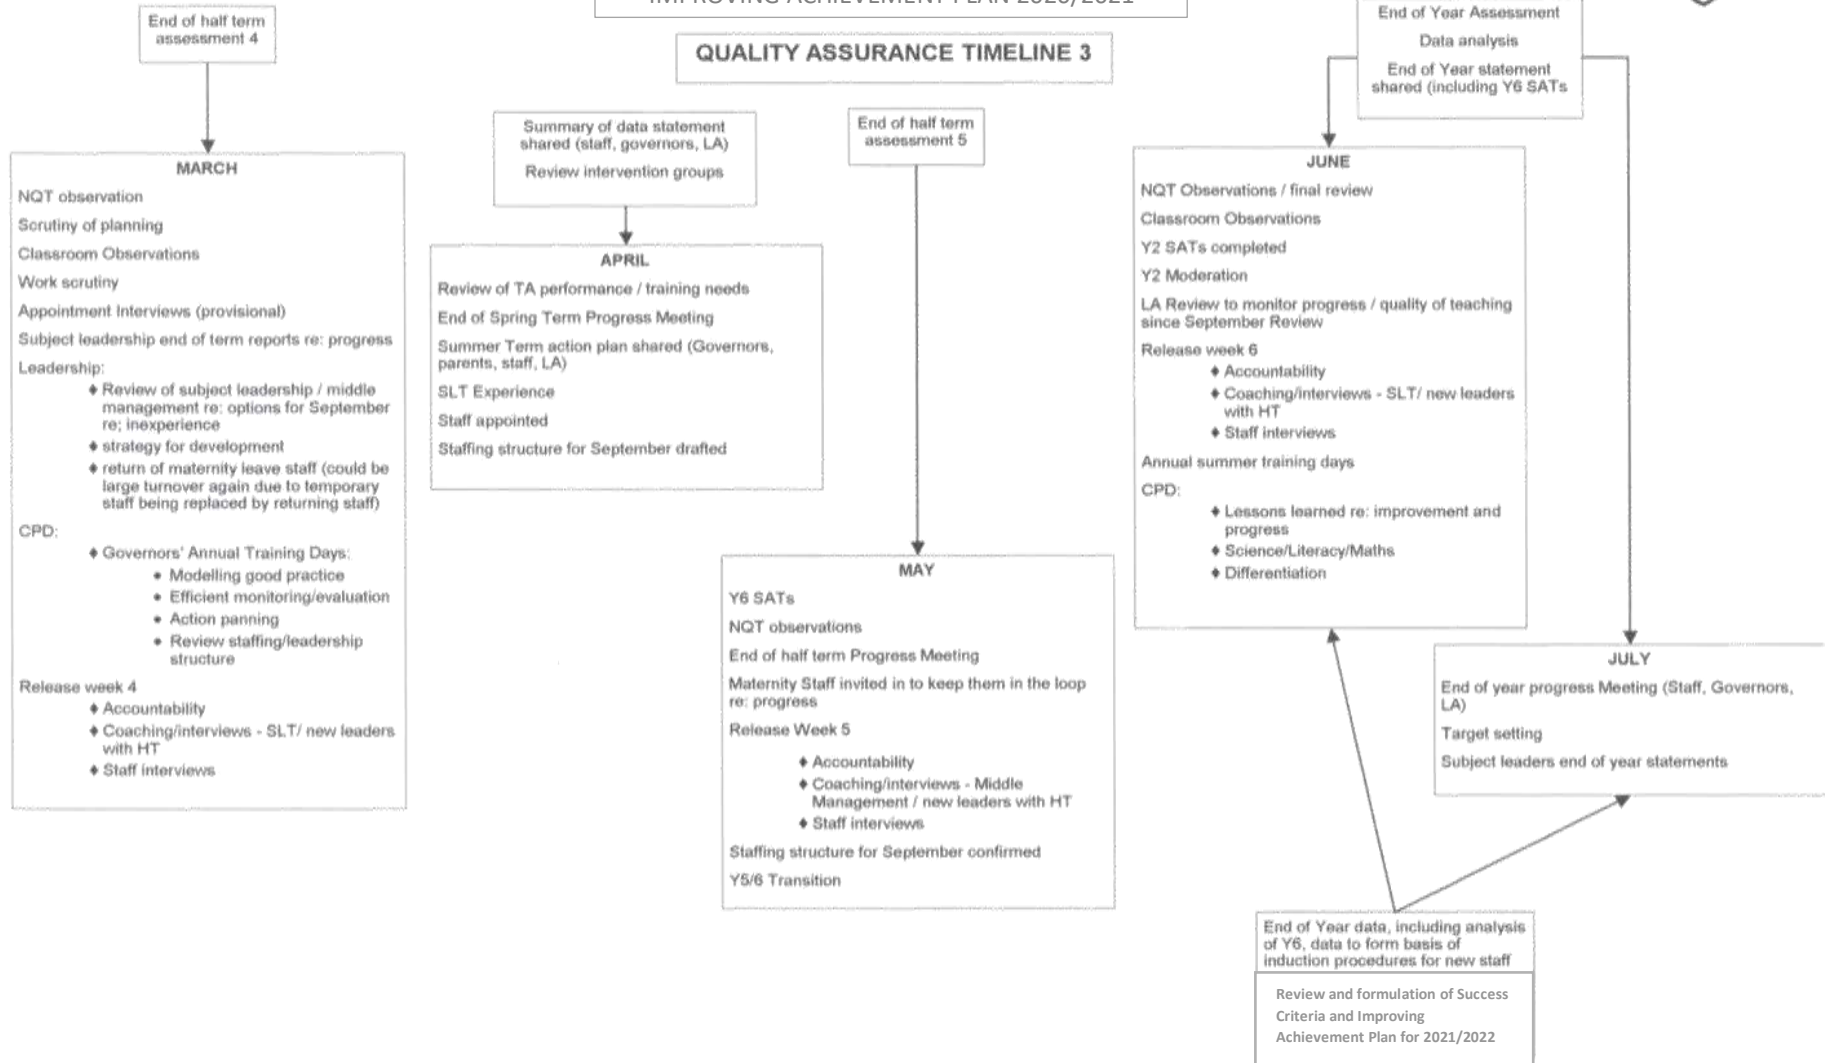 IMPROVING ACHIEVEMENT PLAN 2020/2021
QUALITY ASSURANCE TIMELINE 3
End of half term
assessment 4
MARCH
NQT observation
Scrutiny of planning
Classroom Observations
Work scrutiny
Appointment Interviews (provisional)
Subject leadership end of term reports re: progress
Leadership:
♦ Review of subject leadership / middle
management re: options for September
re; inexperience
♦ strategy for development
♦ return of maternity leave staff (could be
large turnover again due to temporary
staff being replaced by returning staff)
CPD:
♦ Governors' Annual Training Days:
• Modelling good practice
• Efficient monitoring/evaluation
• Action panning
• Review staffing/leadership
structure
Release week 4
♦ Accountability
♦ Coaching/interviews - SLT/ new leaders
with HT
♦ Staff interviews
Summary of data statement
shared (staff, governors, LA)
Review intervention groups
APRIL
Review of TA performance / training needs
End of Spring Term Progress Meeting
Summer Term action plan shared (Governors,
parents, staff, LA)
SLT Experience
Staff appointed
Staffing structure for September drafted
End of half term
assessment 5
MAY
Y6 SATs
NQT observations
End of half term Progress Meeting
Maternity Staff invited in to keep them in the loop
re: progress
Release Week 5
♦ Accountability
♦ Coaching/interviews - Middle
Management / new leaders with HT
♦ Staff interviews
Staffing structure for September confirmed
Y5/6 Transition
End of Year Assessment
Data analysis
End of Year statement
shared (including Y6 SATs
JUNE
NQT Observations / final review
Classroom Observations
Y2 SATs completed
Y2 Moderation
LA Review to monitor progress / quality of teaching
since September Review
Release week 6
♦ Accountability
♦ Coaching/interviews - SLT/ new leaders
with HT
♦ Staff interviews
Annual summer training days
CPD:
♦ Lessons learned re: improvement and
progress
♦ Science/Literacy/Maths
♦ Differentiation
JULY
End of year progress Meeting (Staff, Governors,
LA)
Target setting
Subject leaders end of year statements
End of Year data, including analysis
of Y6, data to form basis of
induction procedures for new staff
Review and formulation of Success
Criteria and Improving
Achievement Plan for 2021/2022